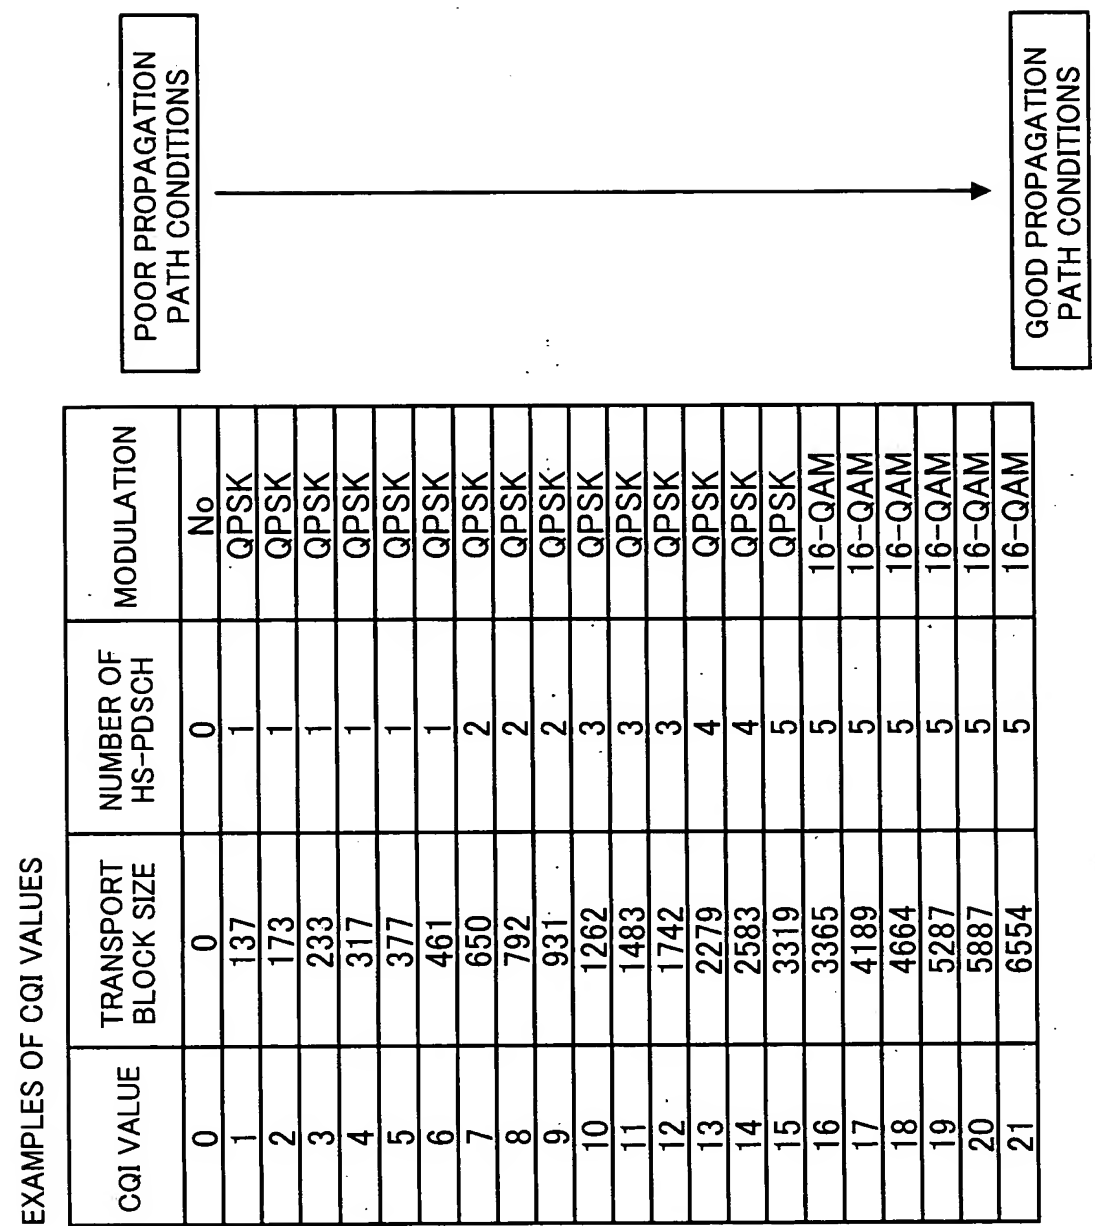 EXAMPLES OF CQI VALUES
CQI VALUE TRANSPORT BLOCK SIZE NUMBER OF HS-PDSCH MODULATION
0 0 0 No
1 137 1 QPSK
2 173 1 QPSK
3 233 1 QPSK
4 317 1 QPSK
5 377 1 QPSK
6 461 1 QPSK
7 650 2 QPSK
8 792 2 QPSK
9 931 2 QPSK
10 1262 3 QPSK
11 1483 3 QPSK
12 1742 3 QPSK
13 2279 4 QPSK
14 2583 4 QPSK
15 3319 5 QPSK
16 3365 5 16-QAM
17 4189 5 16-QAM
18 4664 5 16-QAM
19 5287 5 16-QAM
20 5887 5 16-QAM
21 6554 5 16-QAM
POOR PROPAGATION
PATH CONDITIONS
GOOD PROPAGATION
PATH CONDITIONS